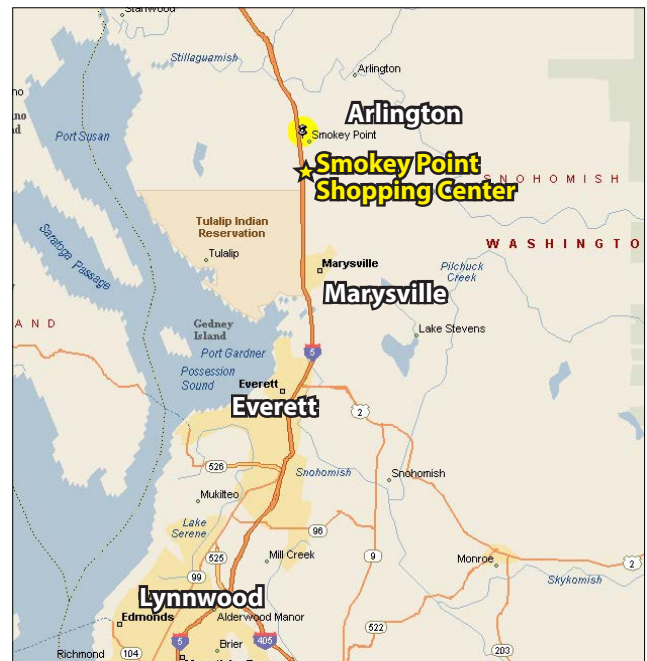 Stanwood
Stillaguamish
Arlington
Arlington
Port Susan
Smokey Point
Smokey Point
Shopping Center
SNOHOMISH
Tulalip Indian
Reservation
Tulalip
WASHINGTO
Saratoga Passage
Marysville
Pilchuck
Creek
Marysville
AND
Gedney
Island
Lake Stevens
Port Gardner
5
Possession
Sound
Everett
Everett
2
526
Snohomish
Snohomish
Mukilteo
Lake
Serene
96
525
Mill Creek
9
Monroe
2
99
Skykomish
Lynnwood
Edmonds
Alderwood Manor
522
5
405
Brier
203
Richmond
104